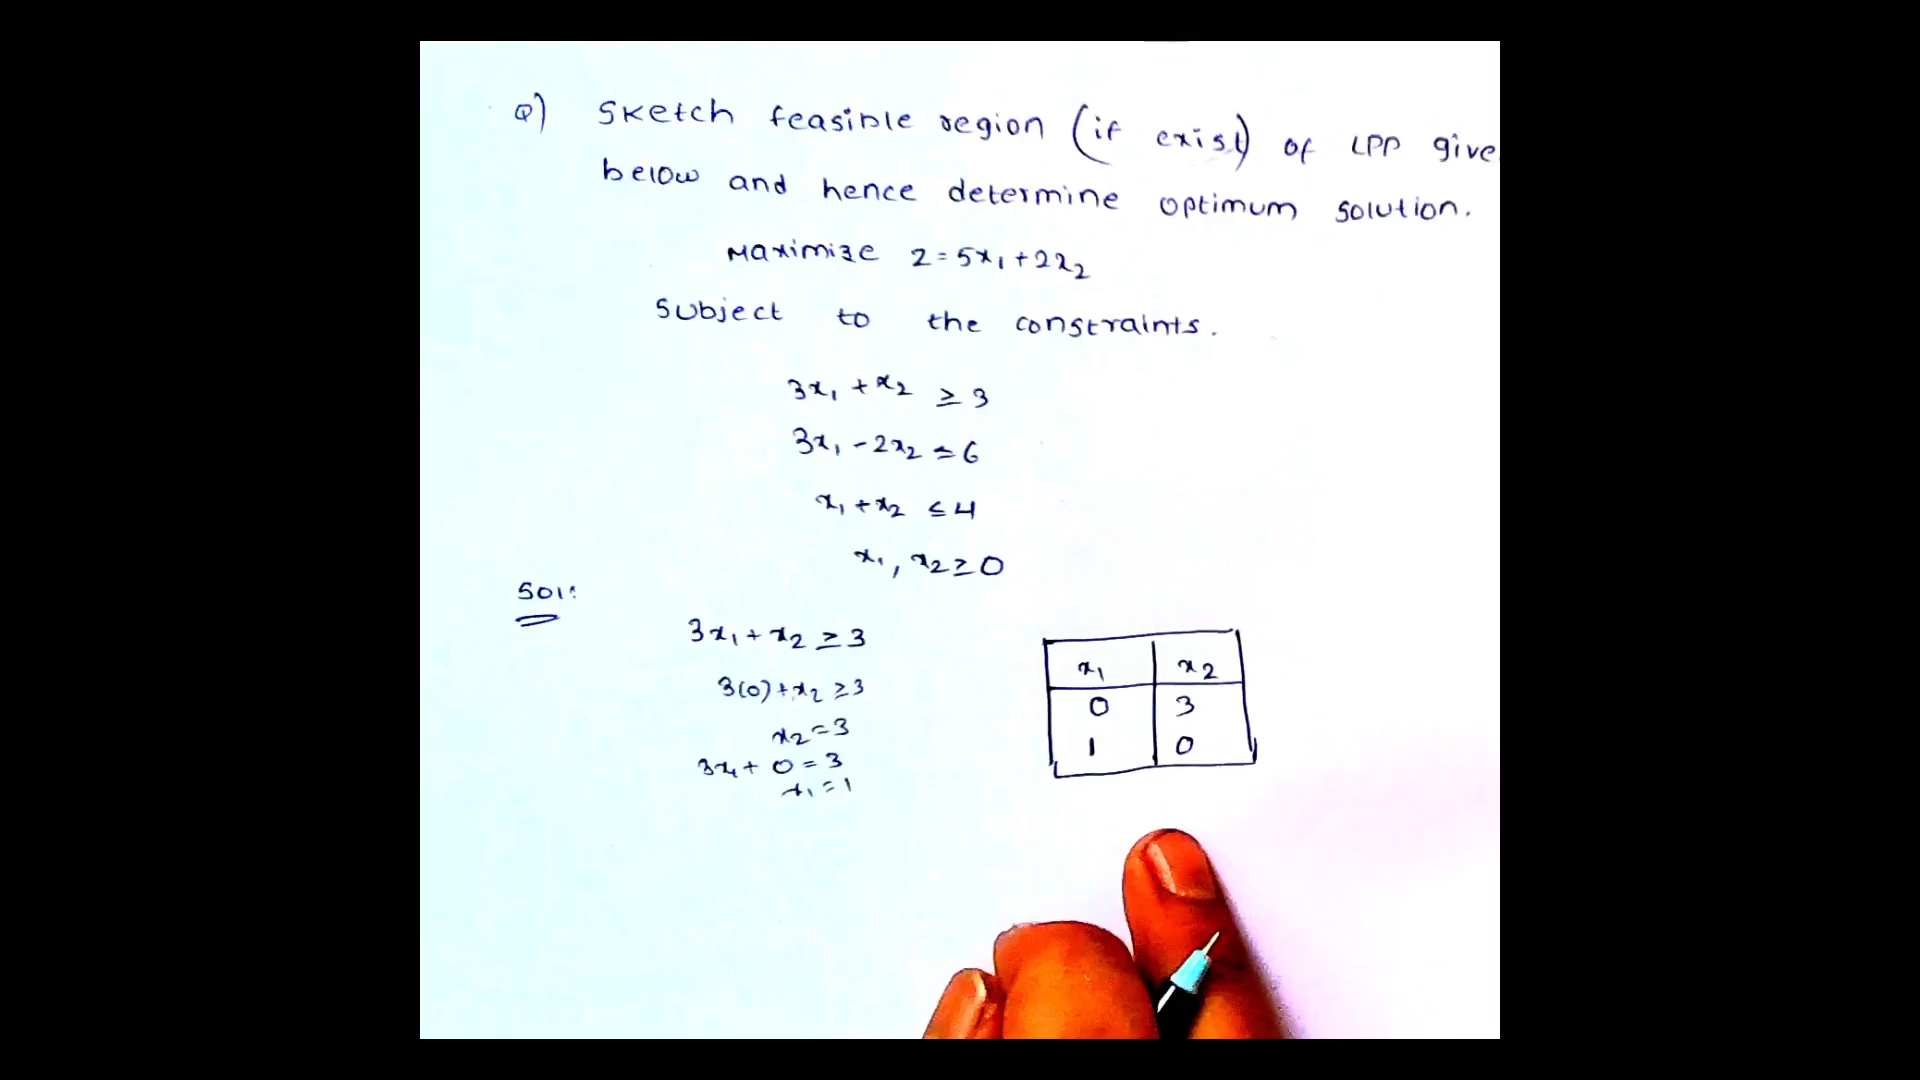 Q) Sketch feasible region (if exist) of LPP give
below and hence determine optimum solution.
Maximize Z = 5x₁ + 2x₂
Subject to the constraints.
3x₁ + x₂ ≥ 3
3x₁ - 2x₂ ≤ 6
x₁ + x₂ ≤ 4
x₁, x₂ ≥ 0
Sol:
3x₁ + x₂ ≥ 3
3(0) + x₂ ≥ 3
x₂ = 3
3x₁ + 0 = 3
x₁ = 1
x₁ x₂
0 3
1 0